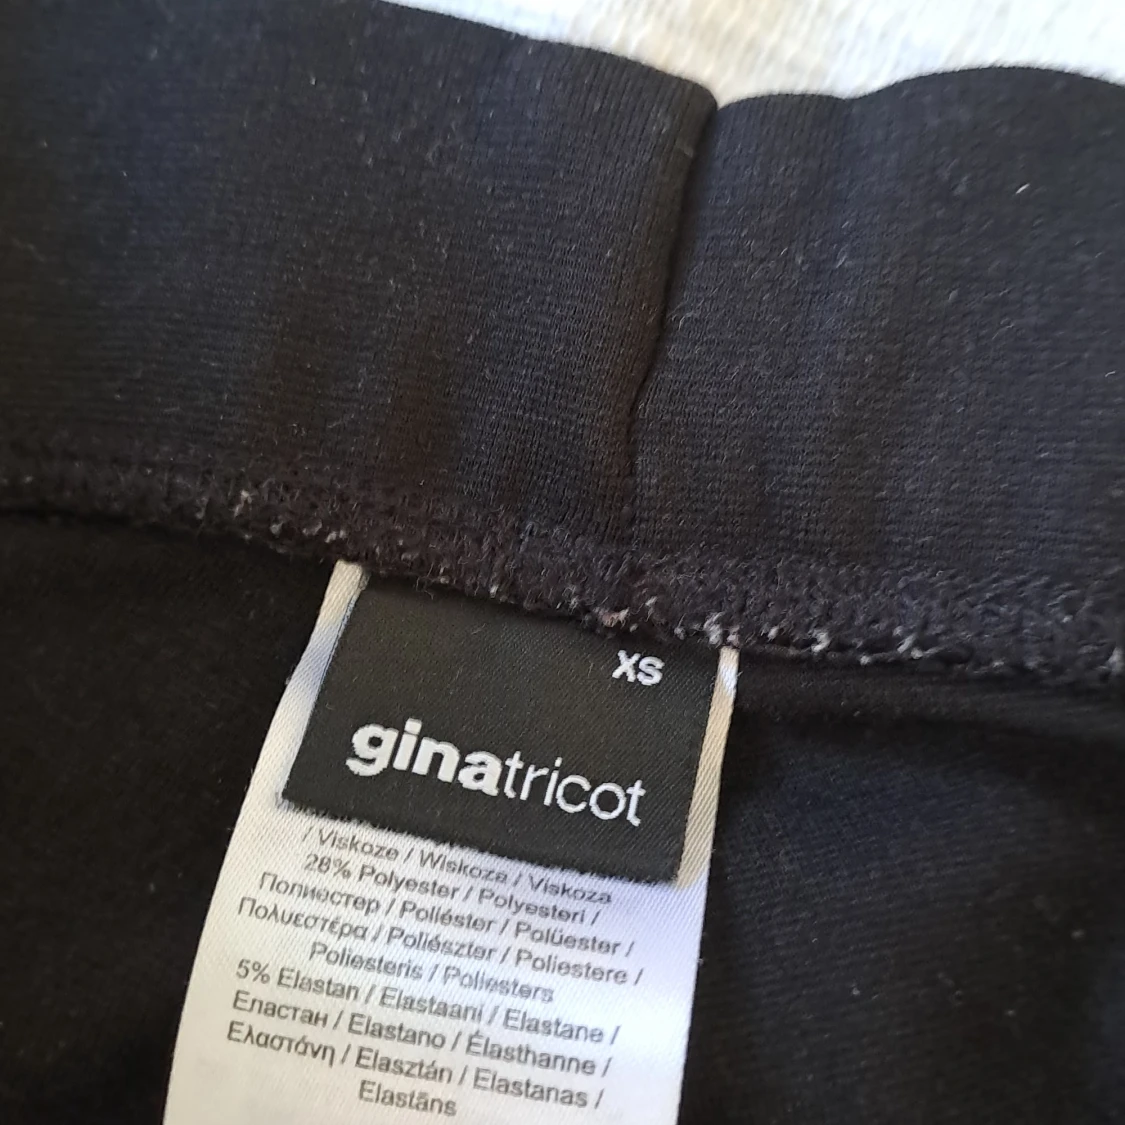 XS
ginatricot
/ Viskoze / Wiskoza / Viskoza
28% Polyester / Polyesteri /
Полиестер / Poliéster / Polüester /
Πολυεστέρα / Poliészter / Poliestere /
Poliesteris / Poliesters
5% Elastan / Elastaani / Elastane /
Еластан / Elastano / Élasthanne /
Ελαστάνη / Elasztán / Elastanas /
Elastāns